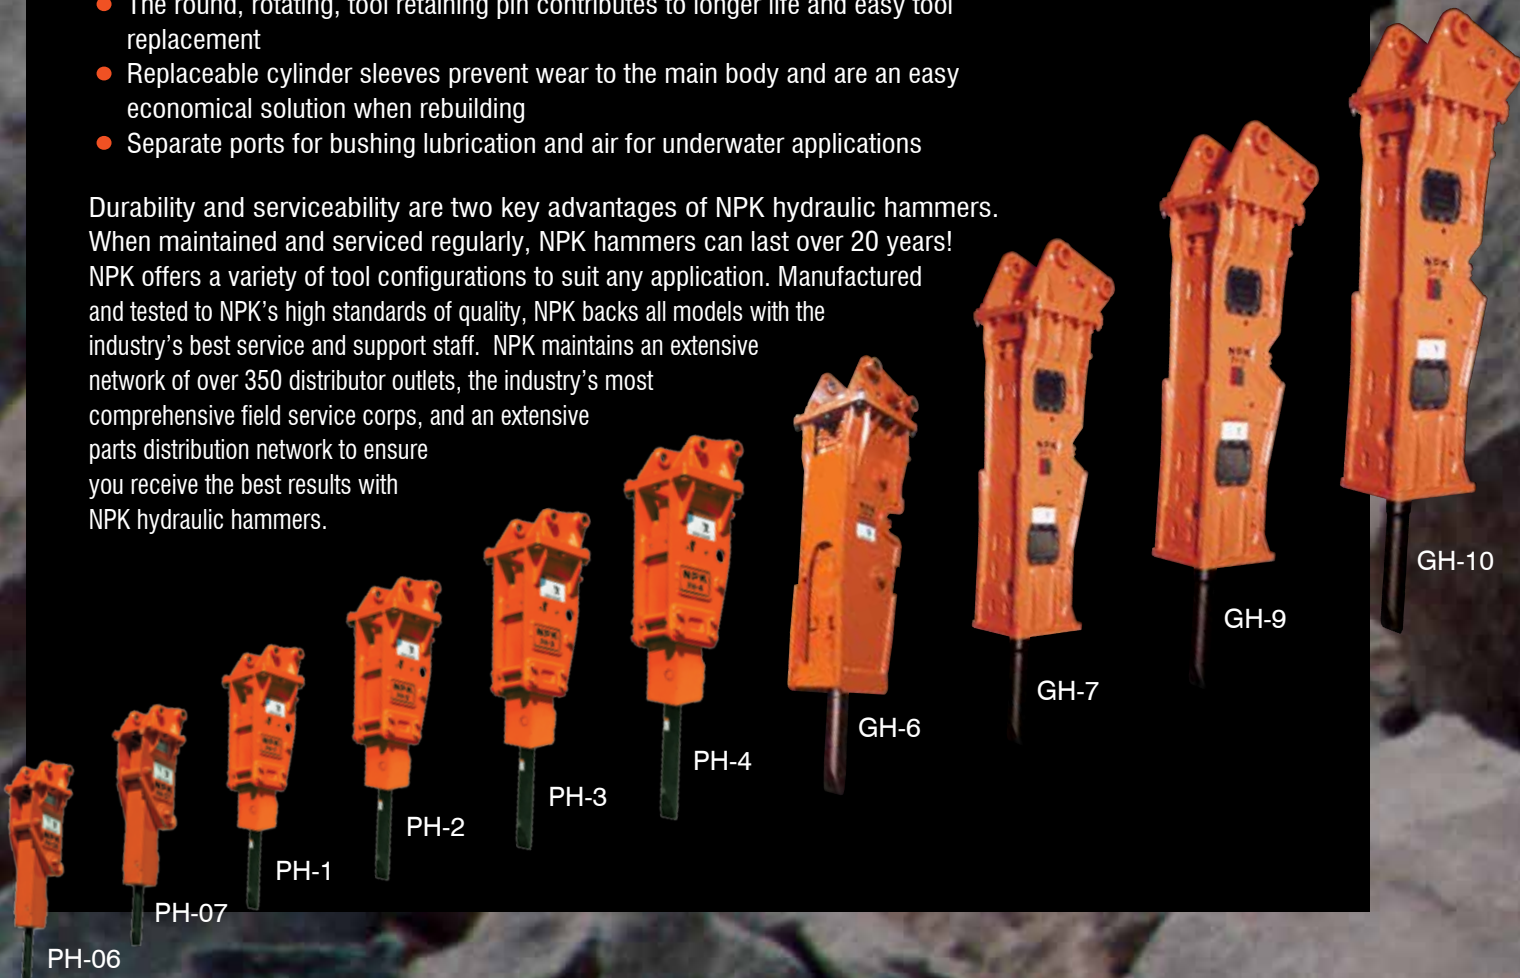 The round, rotating, tool retaining pin contributes to longer life and easy tool
replacement
Replaceable cylinder sleeves prevent wear to the main body and are an easy
economical solution when rebuilding
Separate ports for bushing lubrication and air for underwater applications
Durability and serviceability are two key advantages of NPK hydraulic hammers.
When maintained and serviced regularly, NPK hammers can last over 20 years!
NPK offers a variety of tool configurations to suit any application. Manufactured
and tested to NPK's high standards of quality, NPK backs all models with the
industry's best service and support staff.  NPK maintains an extensive
network of over 350 distributor outlets, the industry's most
comprehensive field service corps, and an extensive
parts distribution network to ensure
you receive the best results with
NPK hydraulic hammers.
GH-10
GH-9
GH-7
GH-6
PH-4
PH-3
PH-2
PH-1
PH-07
PH-06
NPK
NPK
NPK
NPK
NPK
NPK